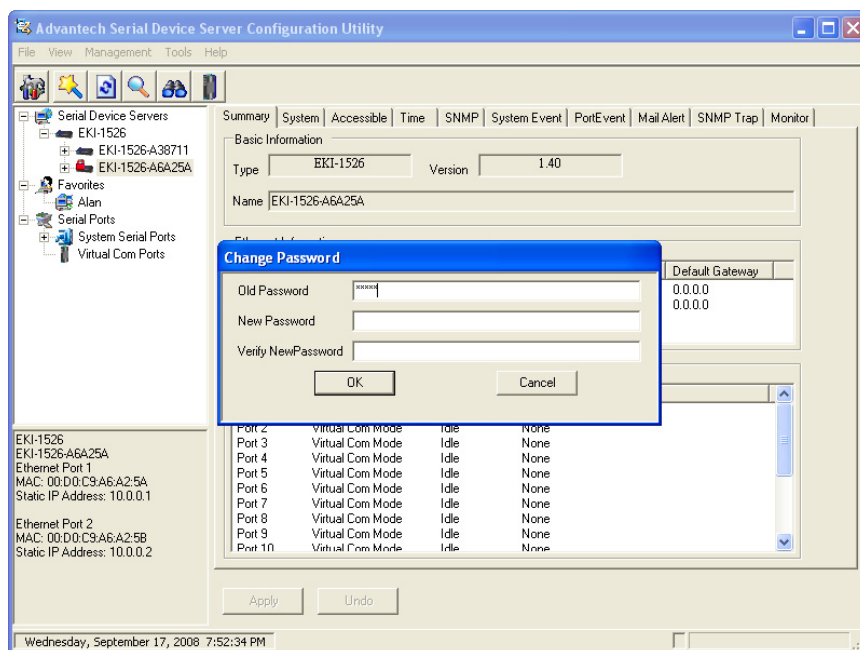 Advantech Serial Device Server Configuration Utility
File View Management Tools Help
Serial Device Servers
EKI-1526
EKI-1526-A38711
EKI-1526-A6A25A
Favorites
Alan
Serial Ports
System Serial Ports
Virtual Com Ports
EKI-1526
EKI-1526-A6A25A
Ethernet Port 1
MAC: 00:D0:C9:A6:A2:5A
Static IP Address: 10.0.0.1
Ethernet Port 2
MAC: 00:D0:C9:A6:A2:5B
Static IP Address: 10.0.0.2
Summary System Accessible Time SNMP System Event PortEvent Mail Alert SNMP Trap Monitor
Basic Information
Type EKI-1526 Version 1.40
Name EKI-1526-A6A25A
Default Gateway
0.0.0.0
0.0.0.0
Change Password
Old Password *****
New Password
Verify NewPassword
OK Cancel
Port 2 Virtual Com Mode Idle None
Port 3 Virtual Com Mode Idle None
Port 4 Virtual Com Mode Idle None
Port 5 Virtual Com Mode Idle None
Port 6 Virtual Com Mode Idle None
Port 7 Virtual Com Mode Idle None
Port 8 Virtual Com Mode Idle None
Port 9 Virtual Com Mode Idle None
Port 10 Virtual Com Mode Idle None
Apply Undo
Wednesday, September 17, 2008 7:52:34 PM